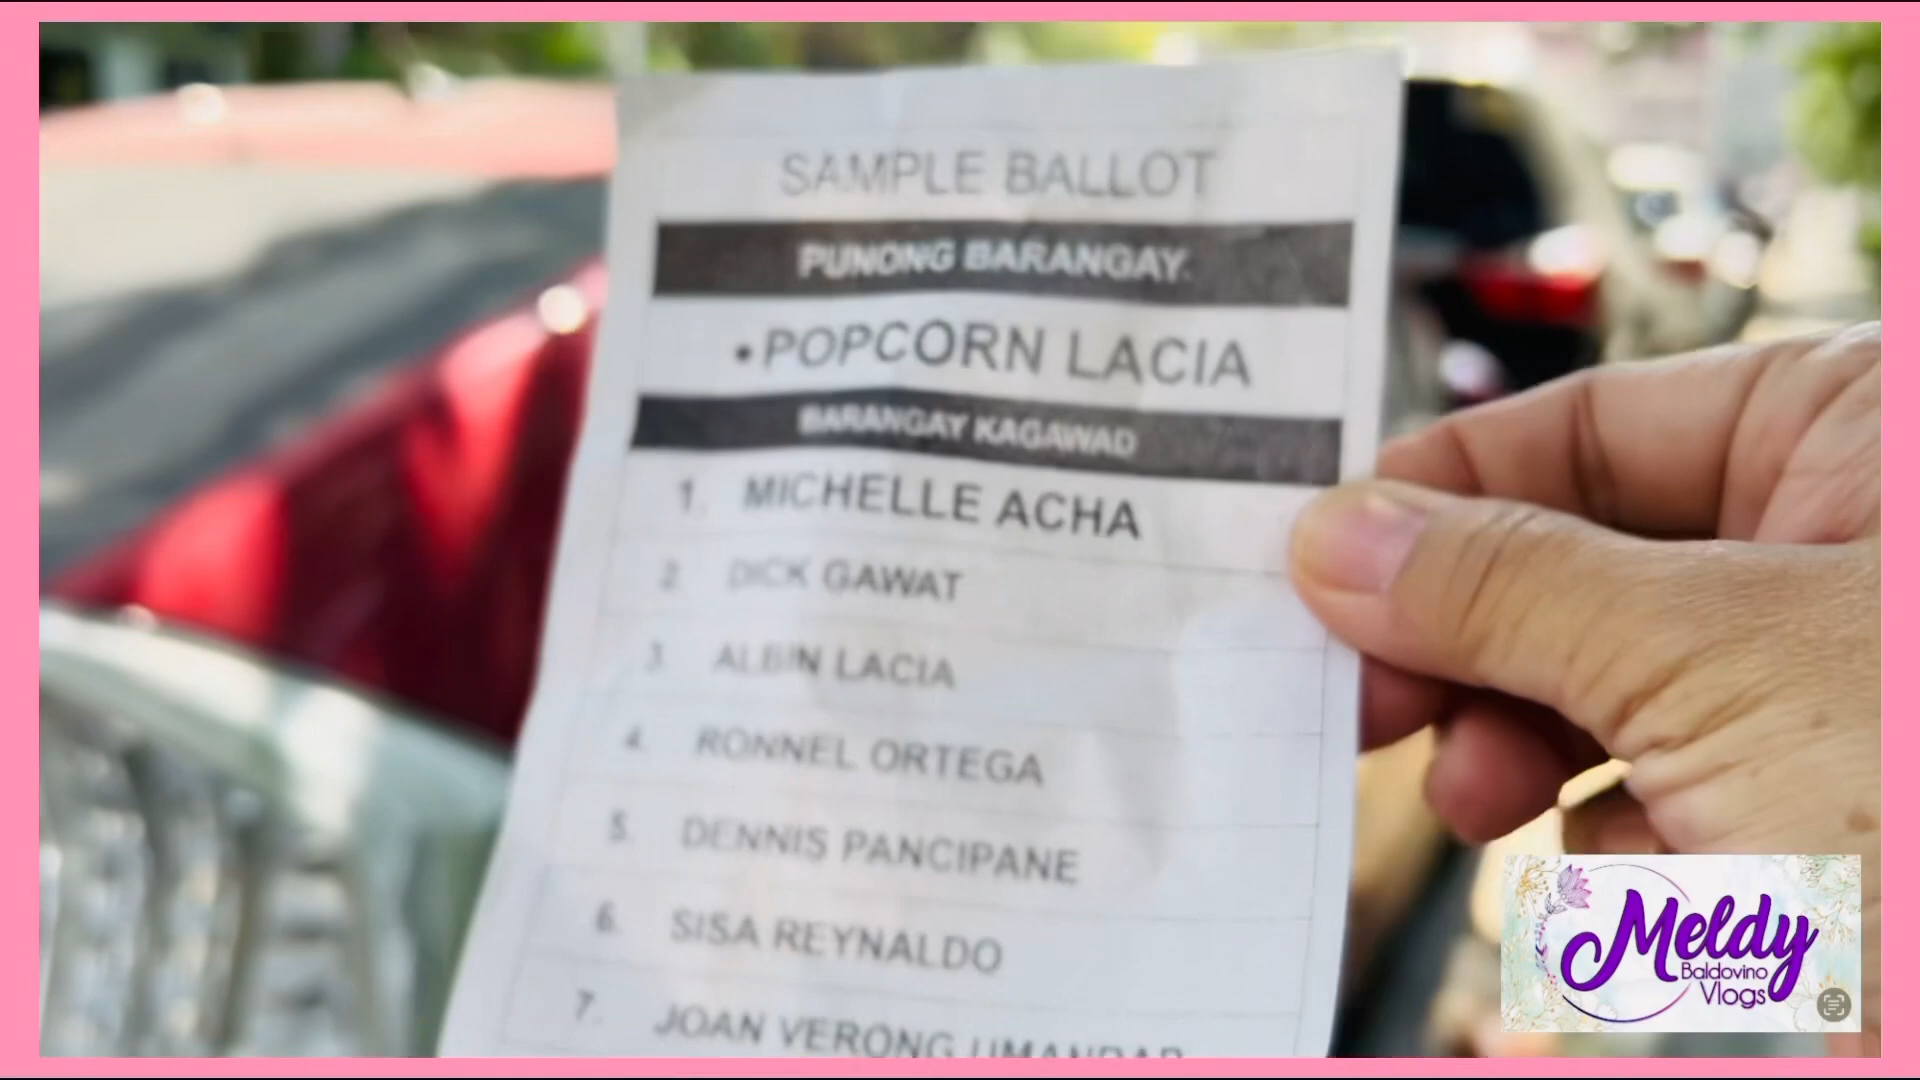 SAMPLE BALLOT
PUNONG BARANGAY
• POPCORN LACIA
BARANGAY KAGAWAD
1. MICHELLE ACHA
2. DICK GAWAT
3. ALBIN LACIA
4. RONNEL ORTEGA
5. DENNIS PANCIPANE
6. SISA REYNALDO
7. JOAN VERONG
Meldy
Baldovino
Vlogs